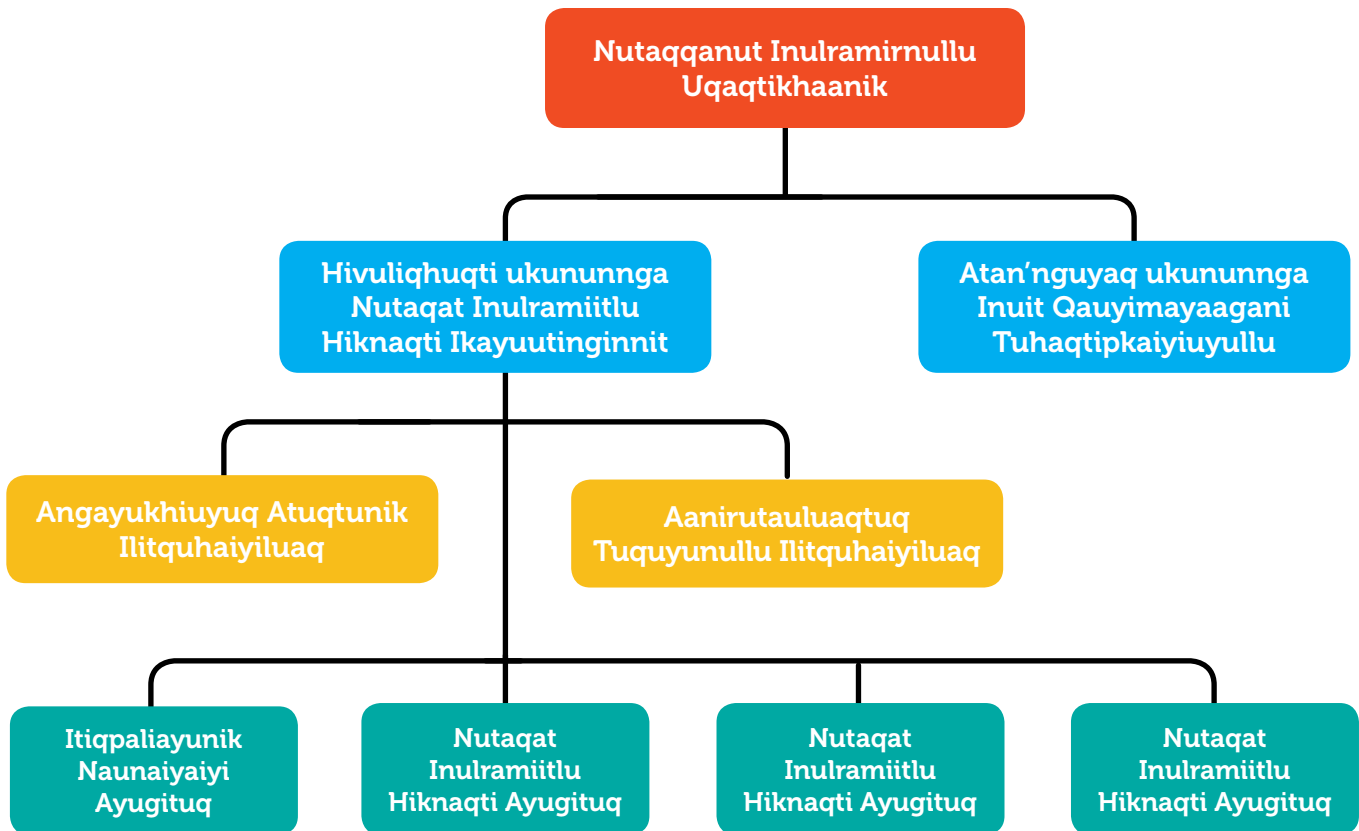 Nutaqqanut Inulramirnullu
Uqaqtikhaanik
Hivuliqhuqti ukununnga
Nutaqat Inulramiitlu
Hiknaqti Ikayuutinginnit
Atan’nguyaq ukununnga
Inuit Qauyimayaagani
Tuhaqtipkaiyiuyullu
Angayukhiuyuq Atuqtunik
Ilitquhaiyiluaq
Aanirutauluaqtuq
Tuquyunullu Ilitquhaiyiluaq
Itiqpaliayunik
Naunaiyaiyi
Ayugituq
Nutaqat
Inulramiitlu
Hiknaqti Ayugituq
Nutaqat
Inulramiitlu
Hiknaqti Ayugituq
Nutaqat
Inulramiitlu
Hiknaqti Ayugituq